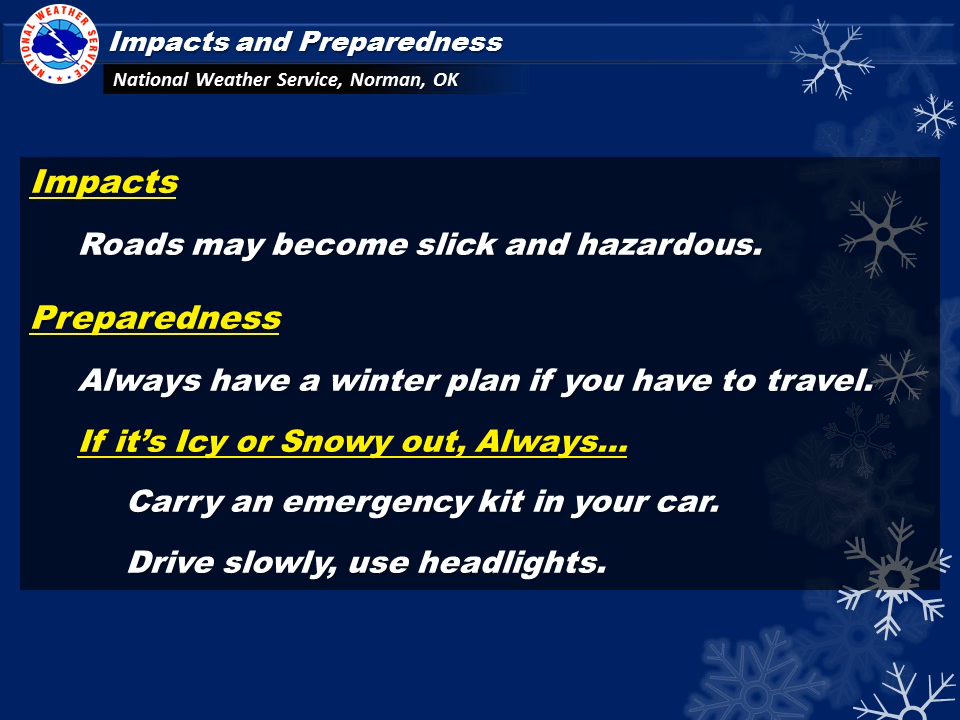 NATIONAL WEATHER SERVICE
Impacts and Preparedness
National Weather Service, Norman, OK
Impacts
Roads may become slick and hazardous.
Preparedness
Always have a winter plan if you have to travel.
If it’s Icy or Snowy out, Always…
Carry an emergency kit in your car.
Drive slowly, use headlights.